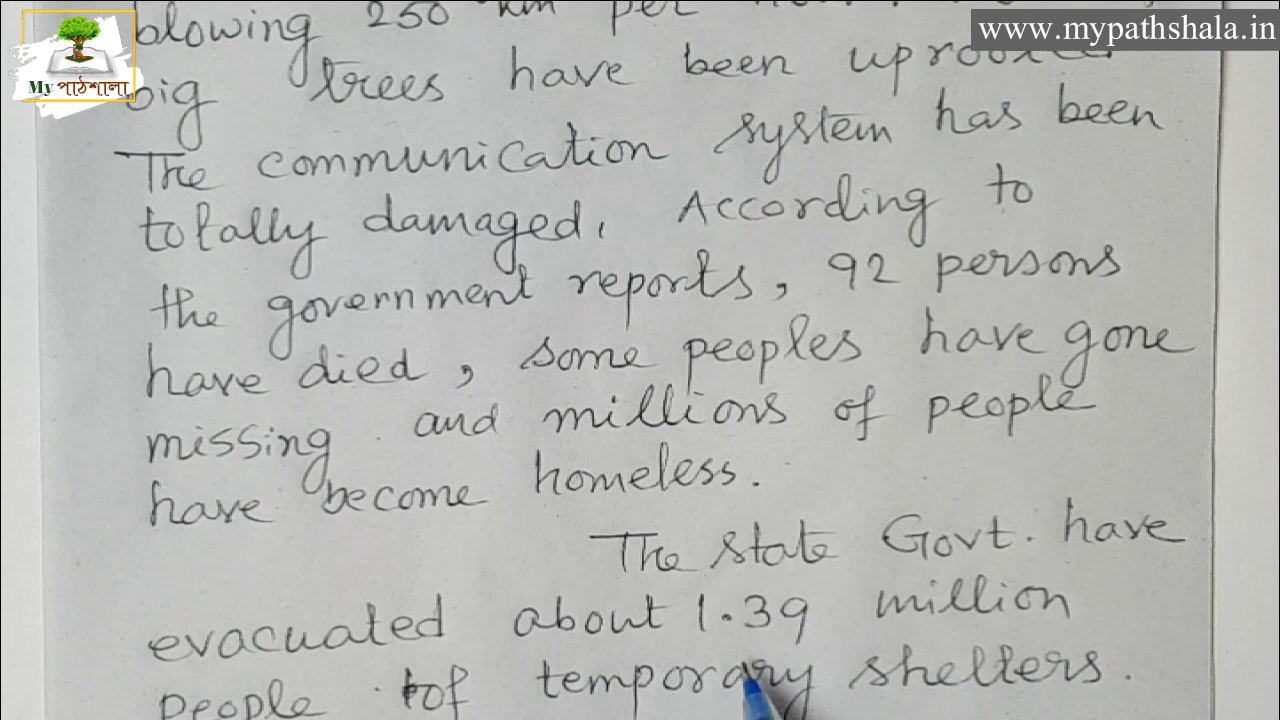 www.mypathshala.in
My পাঠশালা
blowing 250 km per
big trees have been uprooted
The communication system has been
totally damaged. According to
the government reports, 92 persons
have died, some peoples have gone
missing and millions of people
have become homeless.
The state Govt. have
evacuated about 1.39 million
people tof temporary shelters.